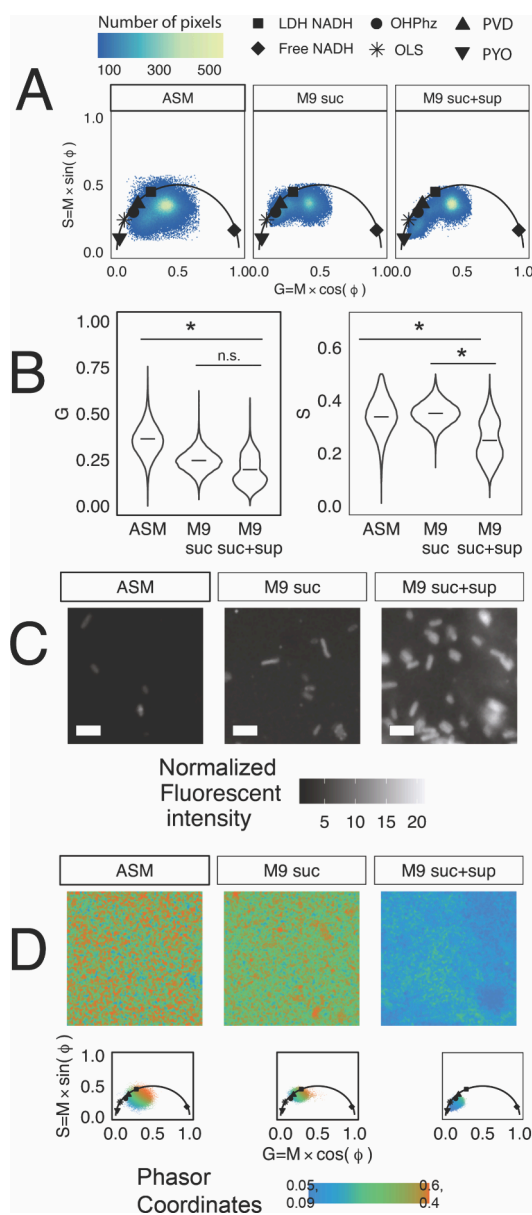 Number of pixels
100 300 500
LDH NADH OHPhz PVD
Free NADH OLS PYO
A
ASM M9 suc M9 suc+sup
S=M × sin(ϕ)
1.0
0.5
0.0
0.0 0.5 1.0 0.0 0.5 1.0 0.0 0.5 1.0
G=M × cos(ϕ)
B
G
1.00
0.75
0.50
0.25
0.00
*
n.s.
ASM M9 suc M9 suc+sup
S
0.6
0.4
0.2
0.0
*
*
ASM M9 suc M9 suc+sup
C
ASM M9 suc M9 suc+sup
Normalized
Fluorescent
intensity
5 10 15 20
D
ASM M9 suc M9 suc+sup
S=M × sin(ϕ)
1.0
0.5
0.0
0.0 0.5 1.0 0.0 0.5 1.0 0.0 0.5 1.0
G=M × cos(ϕ)
Phasor
Coordinates
0.05, 0.6,
0.09 0.4